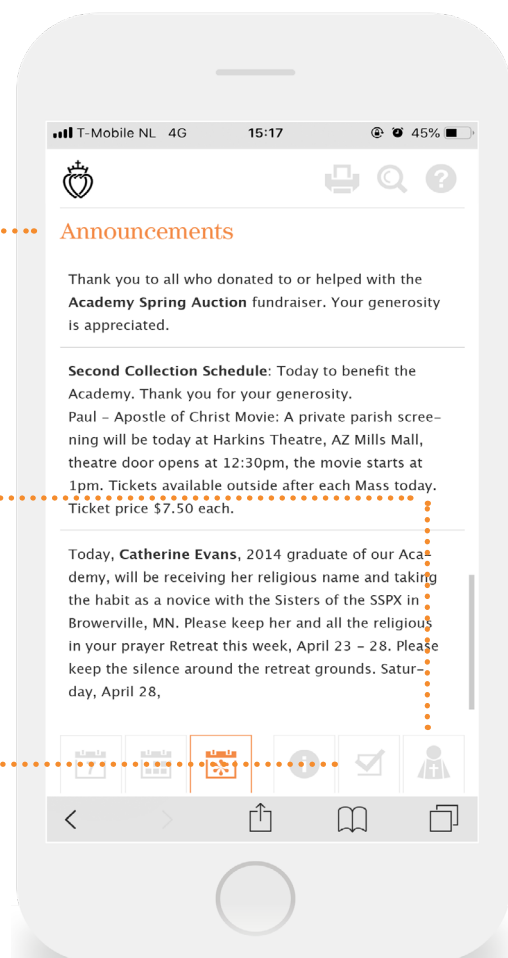 T-Mobile NL 4G 15:17 45%
Announcements
Thank you to all who donated to or helped with the
Academy Spring Auction fundraiser. Your generosity
is appreciated.
Second Collection Schedule: Today to benefit the
Academy. Thank you for your generosity.
Paul – Apostle of Christ Movie: A private parish scree-
ning will be today at Harkins Theatre, AZ Mills Mall,
theatre door opens at 12:30pm, the movie starts at
1pm. Tickets available outside after each Mass today.
Ticket price $7.50 each.
Today, Catherine Evans, 2014 graduate of our Aca-
demy, will be receiving her religious name and taking
the habit as a novice with the Sisters of the SSPX in
Browerville, MN. Please keep her and all the religious
in your prayer Retreat this week, April 23 – 28. Please
keep the silence around the retreat grounds. Satur-
day, April 28,
7